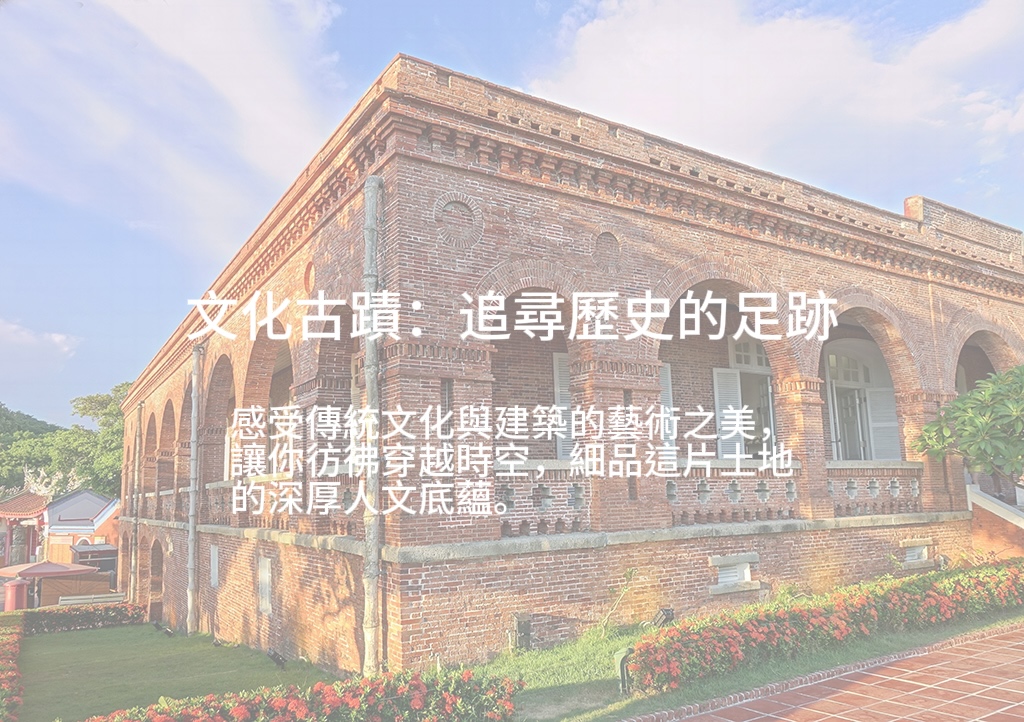 文化古蹟：追尋歷史的足跡
感受傳統文化與建築的藝術之美，
讓你彷彿穿越時空，細品這片土地
的深厚人文底蘊。